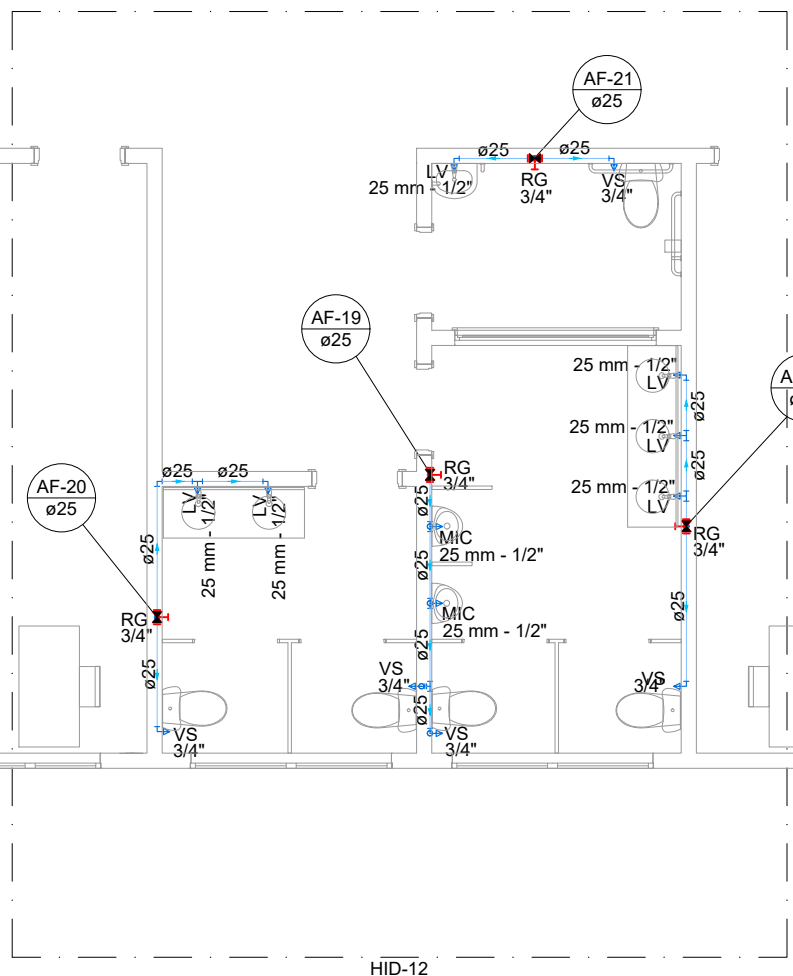 AF-21
ø25
ø25
ø25
LV
25 mm - 1/2"
RG
3/4"
VS
3/4"
AF-19
ø25
25 mm - 1/2"
LV
A
ø25
25 mm - 1/2"
LV
ø25
25 mm - 1/2"
LV
RG
3/4"
ø25
VS
3/4"
AF-20
ø25
ø25
ø25
LV
25 mm - 1/2"
LV
25 mm - 1/2"
ø25
RG
3/4"
ø25
VS
3/4"
RG
3/4"
ø25
MIC
25 mm - 1/2"
ø25
MIC
25 mm - 1/2"
ø25
VS
3/4"
ø25
VS
3/4"
HID-12